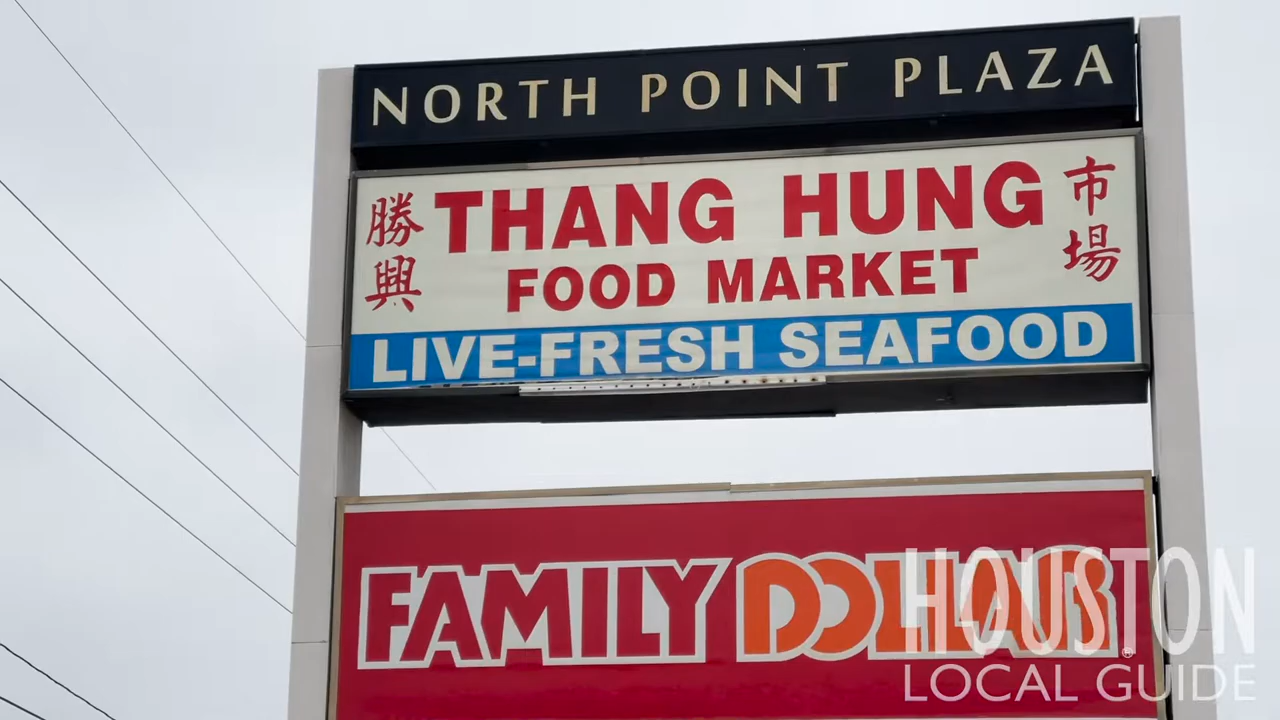 NORTH POINT PLAZA
勝興
THANG HUNG
市場
FOOD MARKET
LIVE-FRESH SEAFOOD
FAMILY DOLLAR
HOUSTON
LOCAL GUIDE